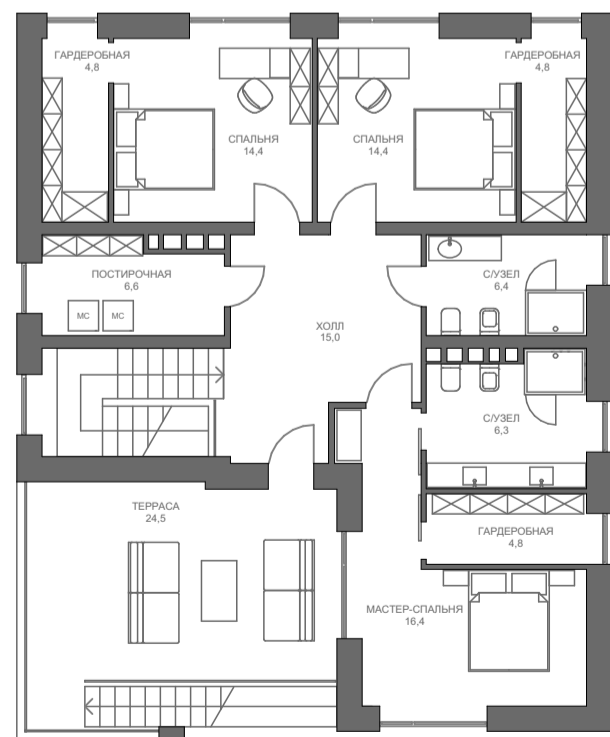 ГАРДЕРОБНАЯ
4,8
ГАРДЕРОБНАЯ
4,8
СПАЛЬНЯ
14,4
СПАЛЬНЯ
14,4
ПОСТИРОЧНАЯ
6,6
МС МС
С/УЗЕЛ
6,4
ХОЛЛ
15,0
С/УЗЕЛ
6,3
ТЕРРАСА
24,5
ГАРДЕРОБНАЯ
4,8
МАСТЕР-СПАЛЬНЯ
16,4